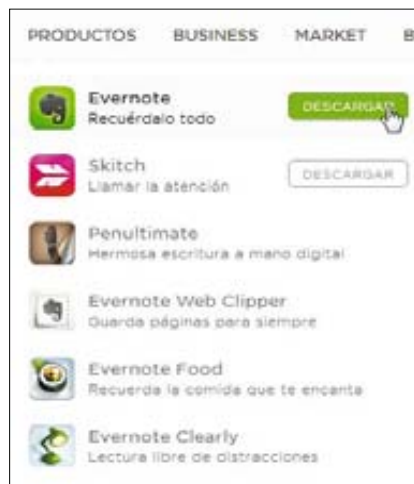 PRODUCTOS BUSINESS MARKET B
Evernote
Recuérdalo todo
DESCARGAR
Skitch
Llamar la atención
DESCARGAR
Penultimate
Hermosa escritura a mano digital
Evernote Web Clipper
Guarda páginas para siempre
Evernote Food
Recuerda la comida que te encanta
Evernote Clearly
Lectura libre de distracciones